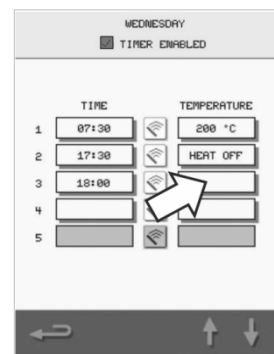 WEDNESDAY
TIMER ENABLED
TIME TEMPERATURE
1 07:30 200 °C
2 17:30 HEAT OFF
3 18:00
4
5